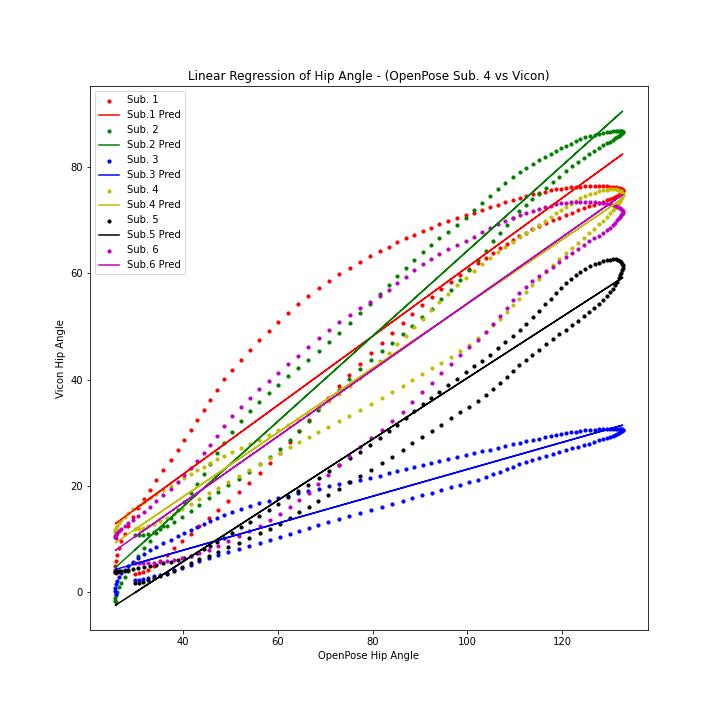 Linear Regression of Hip Angle - (OpenPose Sub. 4 vs Vicon)
Sub. 1
Sub.1 Pred
Sub. 2
Sub.2 Pred
Sub. 3
Sub.3 Pred
Sub. 4
Sub.4 Pred
Sub. 5
Sub.5 Pred
Sub. 6
Sub.6 Pred
80
60
40
20
0
Vicon Hip Angle
40 60 80 100 120
OpenPose Hip Angle